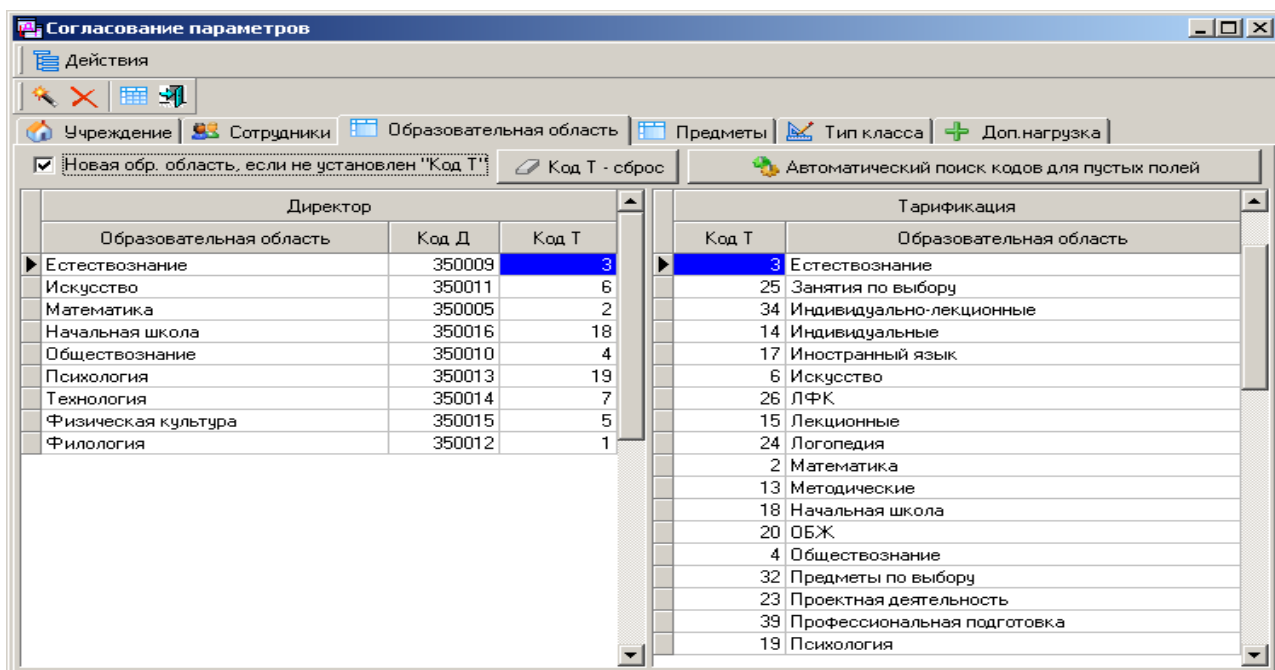 Согласование параметров
Действия
Учреждение Сотрудники Образовательная область Предметы Тип класса Доп.нагрузка
Новая обр. область, если не установлен "Код Т" Код Т - сброс Автоматический поиск кодов для пустых полей
Директор
Образовательная область Код Д Код Т
Естествознание 350009 3
Искусство 350011 6
Математика 350005 2
Начальная школа 350016 18
Обществознание 350010 4
Психология 350013 19
Технология 350014 7
Физическая культура 350015 5
Филология 350012 1
Тарификация
Код Т Образовательная область
3 Естествознание
25 Занятия по выбору
34 Индивидуально-лекционные
14 Индивидуальные
17 Иностранный язык
6 Искусство
26 ЛФК
15 Лекционные
24 Логопедия
2 Математика
13 Методические
18 Начальная школа
20 ОБЖ
4 Обществознание
32 Предметы по выбору
23 Проектная деятельность
39 Профессиональная подготовка
19 Психология